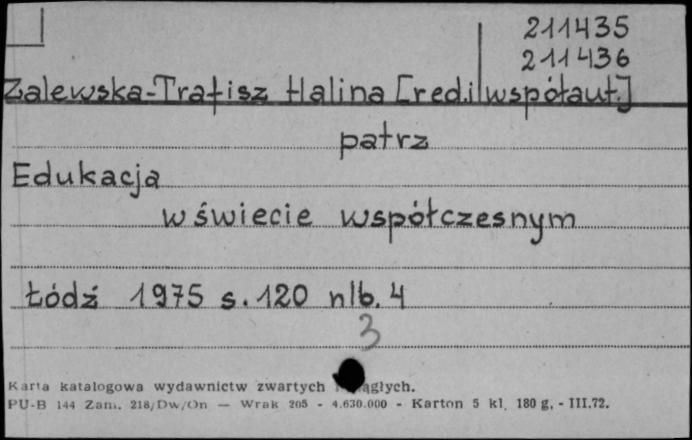 211435
211436
Zalewska-Trafisz Halina [red.i współaut.]
patrz
Edukacja
w świecie współczesnym
Łódź 1975 s. 120 nlb. 4
3
Karta katalogowa wydawnictw zwartych
PU-B 144 Zam. 218/Dw/On — Wrak 205 - 4.630.000 - Karton 5 kl. 180 g. - III.72.